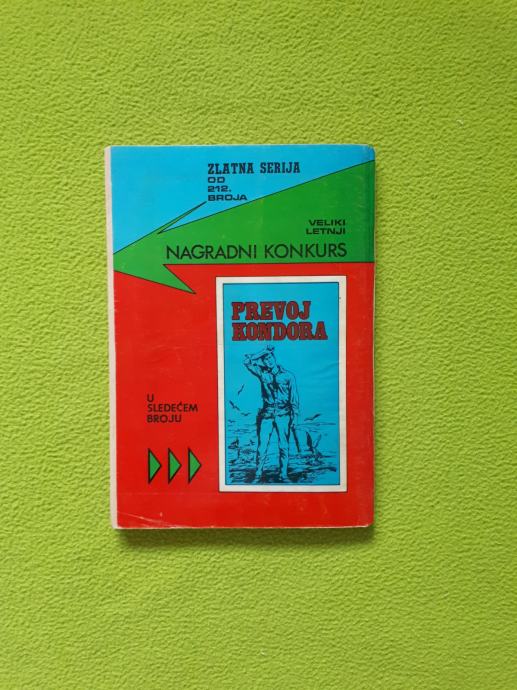 ZLATNA SERIJA
OD
212.
BROJA
VELIKI
LETNJI
NAGRADNI KONKURS
PREVOJ
KONDORA
U
SLEDEĆEM
BROJU